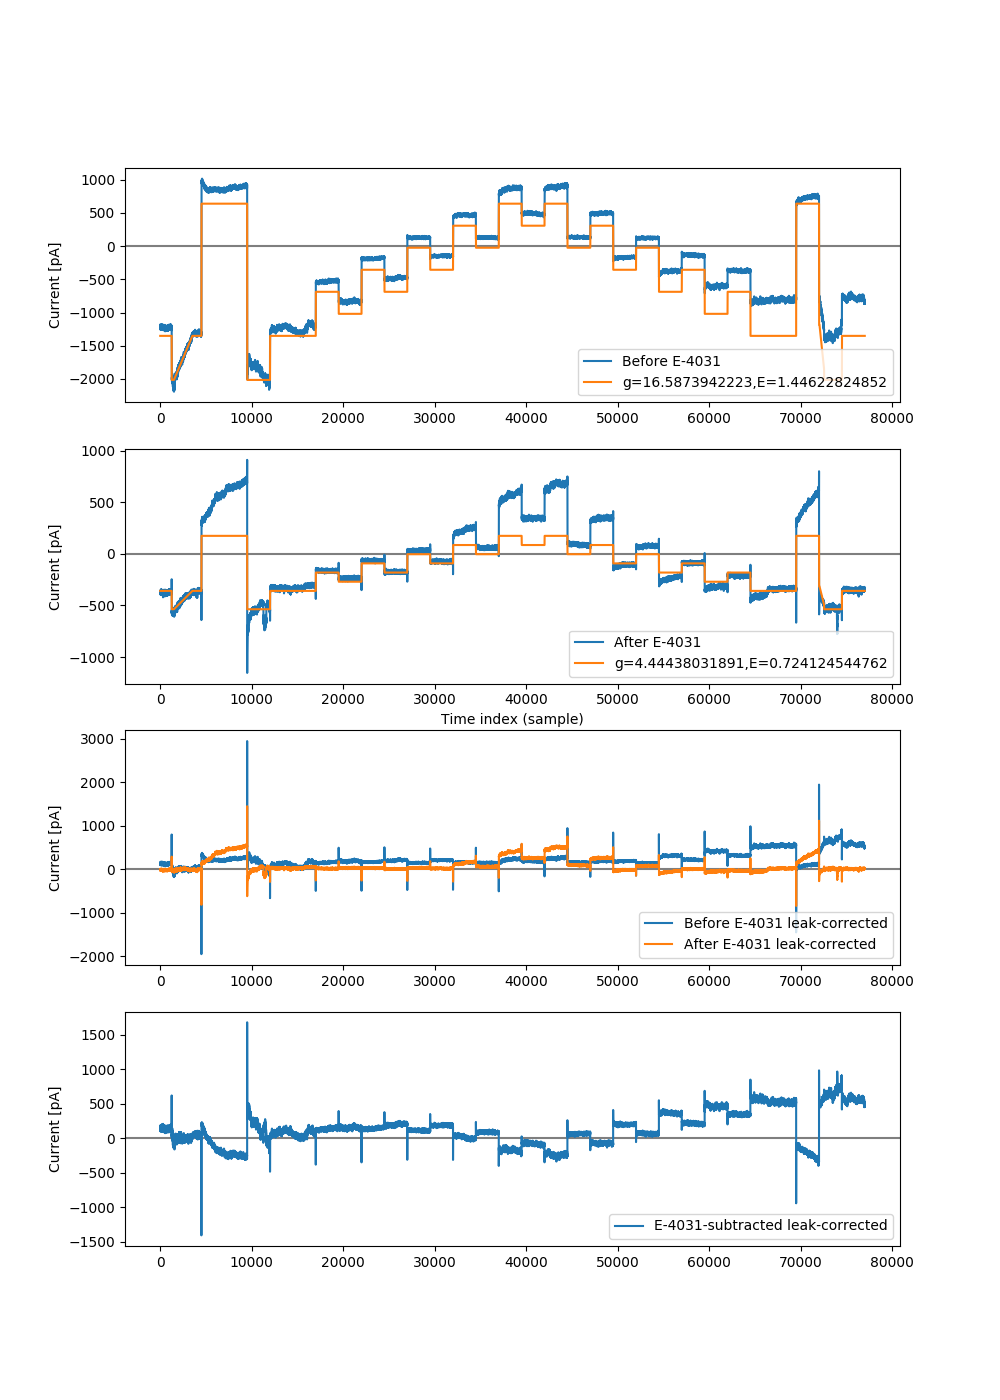 1000
500
0
−500
−1000
−1500
−2000
Current [pA]
Before E-4031
g=16.5873942223,E=1.44622824852
0 10000 20000 30000 40000 50000 60000 70000 80000
1000
500
0
−500
−1000
Current [pA]
After E-4031
g=4.44438031891,E=0.724124544762
0 10000 20000 30000 40000 50000 60000 70000 80000
Time index (sample)
3000
2000
1000
0
−1000
−2000
Current [pA]
Before E-4031 leak-corrected
After E-4031 leak-corrected
0 10000 20000 30000 40000 50000 60000 70000 80000
1500
1000
500
0
−500
−1000
−1500
Current [pA]
E-4031-subtracted leak-corrected
0 10000 20000 30000 40000 50000 60000 70000 80000